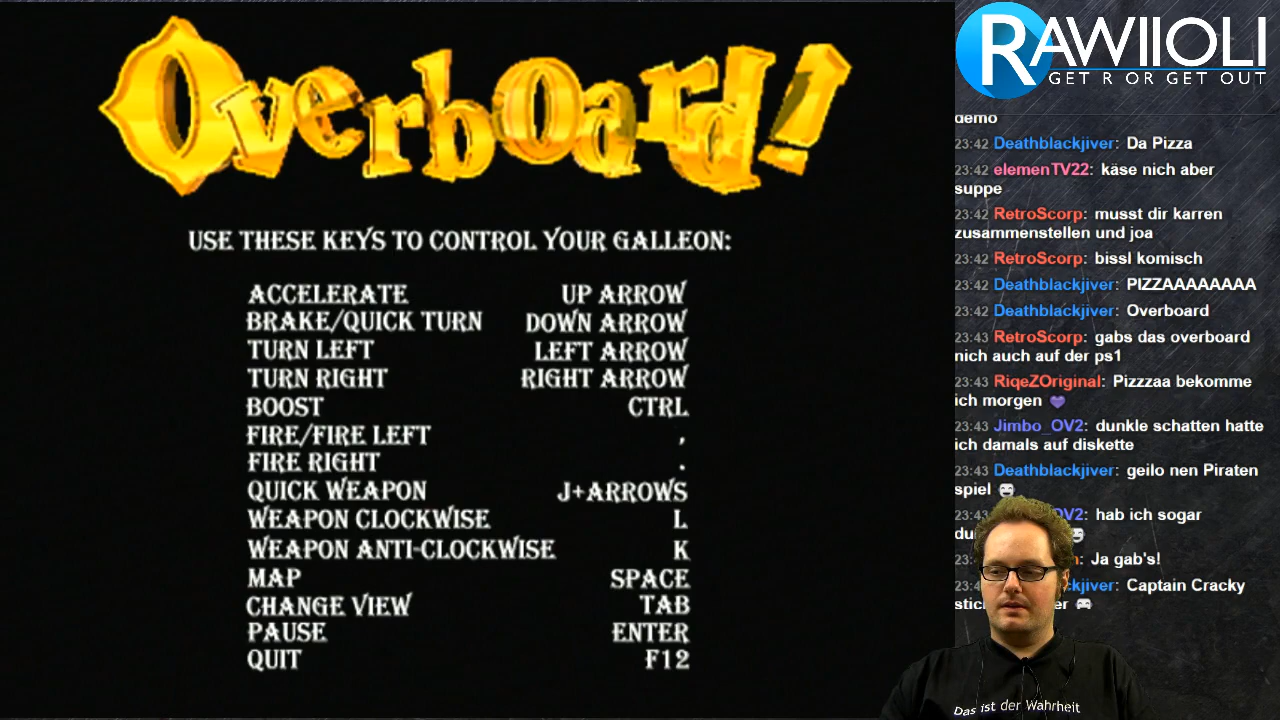 Overboard!
USE THESE KEYS TO CONTROL YOUR GALLEON:
ACCELERATE UP ARROW
BRAKE/QUICK TURN DOWN ARROW
TURN LEFT LEFT ARROW
TURN RIGHT RIGHT ARROW
BOOST CTRL
FIRE/FIRE LEFT ,
FIRE RIGHT .
QUICK WEAPON J+ARROWS
WEAPON CLOCKWISE L
WEAPON ANTI-CLOCKWISE K
MAP SPACE
CHANGE VIEW TAB
PAUSE ENTER
QUIT F12
RAWIIOLI
GET R OR GET OUT
demo
23:42 Deathblackjiver: Da Pizza
23:42 elemenTV22: käse nich aber
suppe
23:42 RetroScorp: musst dir karren
zusammenstellen und joa
23:42 RetroScorp: bissl komisch
23:42 Deathblackjiver: PIZZAAAAAAAA
23:42 Deathblackjiver: Overboard
23:43 RetroScorp: gabs das overboard
nich auch auf der ps1
23:43 RiqeZOriginal: Pizzzaa bekomme
ich morgen
23:43 Jimbo_OV2: dunkle schatten hatte
ich damals auf diskette
23:43 Deathblackjiver: geilo nen Piraten
spiel
OV2: hab ich sogar
Ja gab's!
ckjiver: Captain Cracky
Das ist der Wahrheit